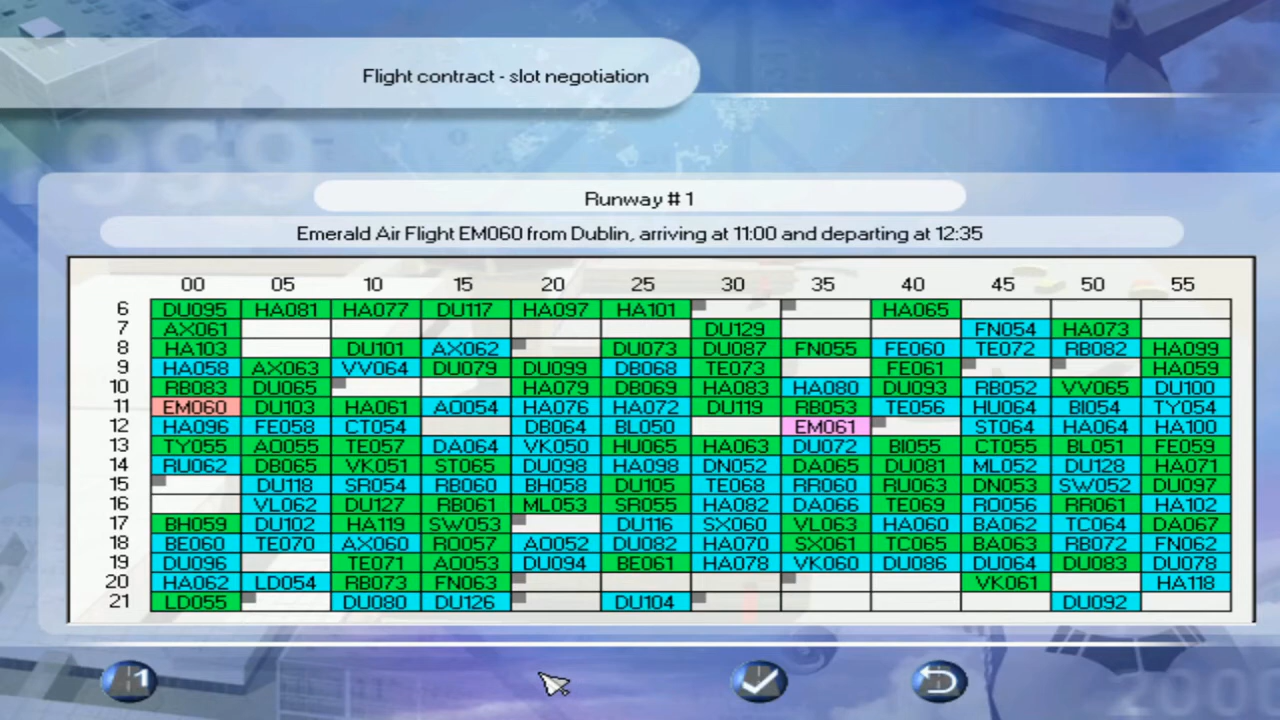 Flight contract - slot negotiation
Runway # 1
Emerald Air Flight EM060 from Dublin, arriving at 11:00 and departing at 12:35
00 05 10 15 20 25 30 35 40 45 50 55
6 DU095 HA081 HA077 DU117 HA097 HA101 HA065
7 AX061 DU129 FN054 HA073
8 HA103 DU101 AX062 DU073 DU087 FN055 FE060 TE072 RB082 HA099
9 HA058 AX063 VV064 DU079 DU099 DB068 TE073 FE061 HA059
10 RB083 DU065 HA079 DB069 HA083 HA080 DU093 RB052 VV065 DU100
11 EM060 DU103 HA061 AO054 HA076 HA072 DU119 RB053 TE056 HU064 BI054 TY054
12 HA096 FE058 CT054 DB064 BL050 EM061 ST064 HA064 HA100
13 TY055 AO055 TE057 DA064 VK050 HU065 HA063 DU072 BI055 CT055 BL051 FE059
14 RU062 DB065 VK051 ST065 DU098 HA098 DN052 DA065 DU081 ML052 DU128 HA071
15 DU118 SR054 RB060 BH058 DU105 TE068 RR060 RU063 DN053 SW052 DU097
16 VL062 DU127 RB061 ML053 SR055 HA082 DA066 TE069 RO056 RR061 HA102
17 BH059 DU102 HA119 SW053 DU116 SX060 VL063 HA060 BA062 TC064 DA067
18 BE060 TE070 AX060 RO057 AO052 DU082 HA070 SX061 TC065 BA063 RB072 FN062
19 DU096 TE071 AO053 DU094 BE061 HA078 VK060 DU086 DU064 DU083 DU078
20 HA062 LD054 RB073 FN063 VK061 HA118
21 LD055 DU080 DU126 DU104 DU092
1